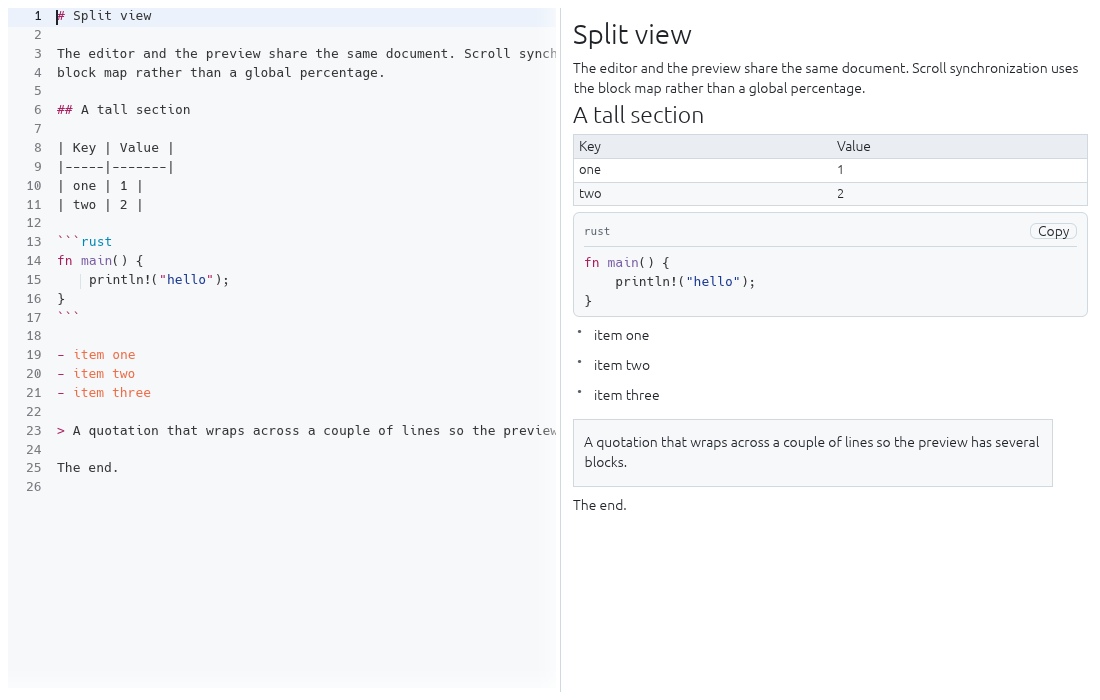 1 # Split view
2
3 The editor and the preview share the same document. Scroll synch
4 block map rather than a global percentage.
5
6 ## A tall section
7
8 | Key | Value |
9 |-----|-------|
10 | one | 1 |
11 | two | 2 |
12
13 ```rust
14 fn main() {
15     println!("hello");
16 }
17 ```
18
19 - item one
20 - item two
21 - item three
22
23 > A quotation that wraps across a couple of lines so the preview
24
25 The end.
26
Split view
The editor and the preview share the same document. Scroll synchronization uses
the block map rather than a global percentage.
A tall section
Key Value
one 1
two 2
rust Copy
fn main() {
    println!("hello");
}
• item one
• item two
• item three
A quotation that wraps across a couple of lines so the preview has several
blocks.
The end.